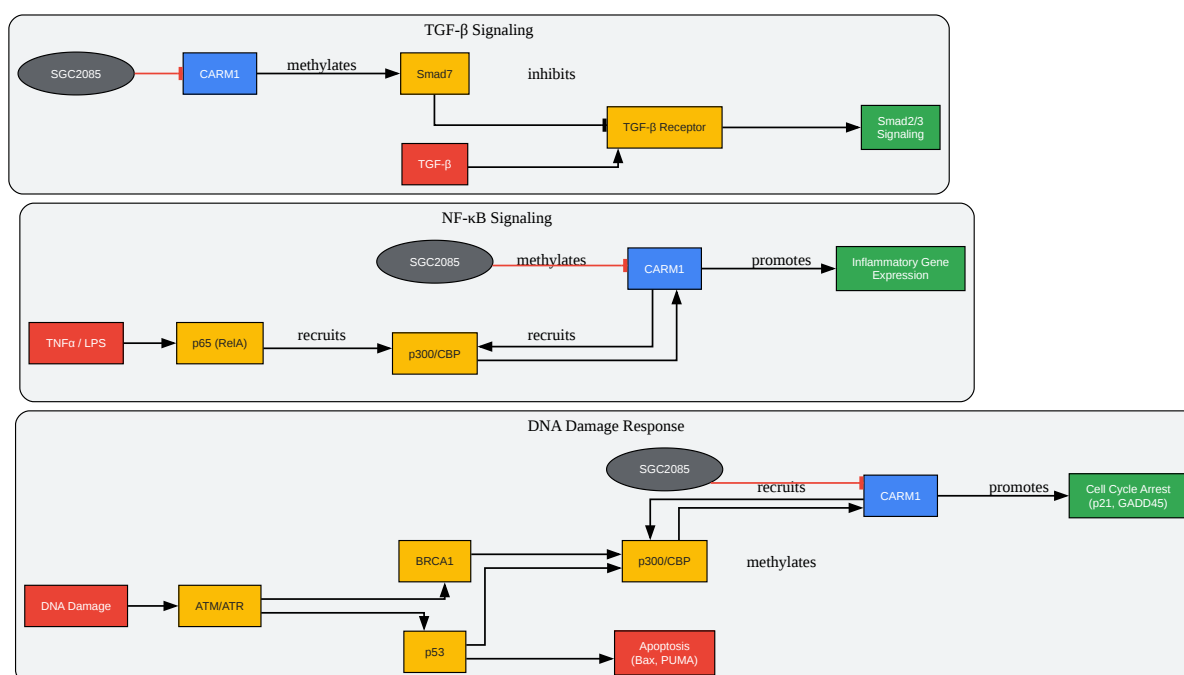 TGF-β Signaling
SGC2085
CARM1
methylates
Smad7
inhibits
TGF-β Receptor
Smad2/3
Signaling
TGF-β
NF-κB Signaling
SGC2085
methylates
CARM1
promotes
Inflammatory Gene
Expression
TNFα / LPS
p65 (RelA)
recruits
p300/CBP
recruits
DNA Damage Response
SGC2085
recruits
CARM1
promotes
Cell Cycle Arrest
(p21, GADD45)
BRCA1
p300/CBP
methylates
DNA Damage
ATM/ATR
p53
Apoptosis
(Bax, PUMA)